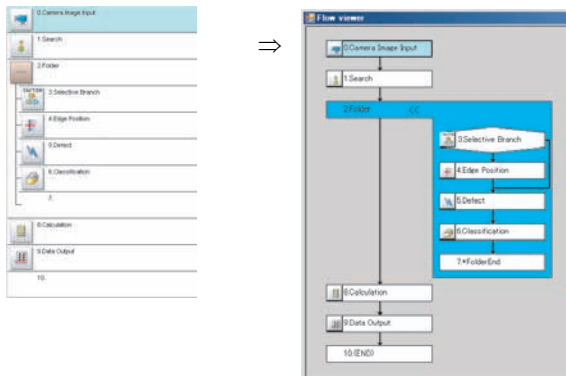 0.Camera Image Input
1.Search
2.Folder
3.Selective Branch
4.Edge Position
5.Defect
6.Classification
7.
8.Calculation
9.Data Output
10.
⇒
Flow viewer
0.Camera Image Input
1.Search
2.Folder <<
3.Selective Branch
4.Edge Position
5.Defect
6.Classification
7.*FolderEnd
8.Calculation
9.Data Output
10.(END)